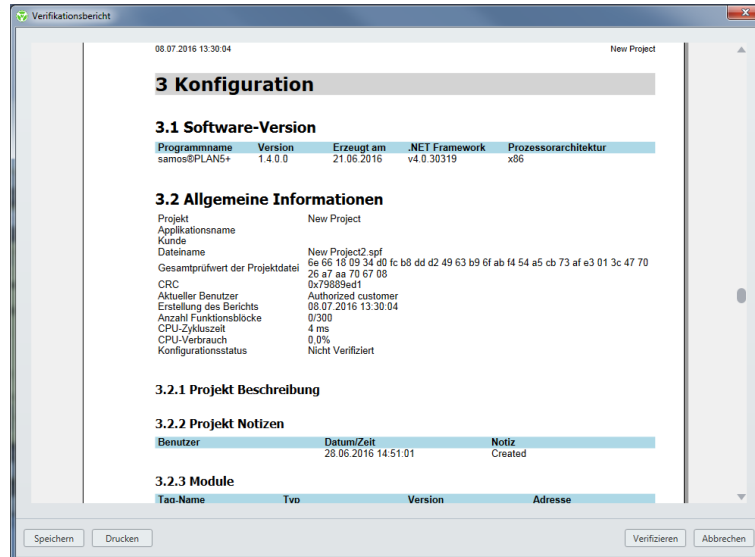 Verifikationsbericht
08.07.2016 13:30:04 New Project
3 Konfiguration
3.1 Software-Version
Programmname Version Erzeugt am .NET Framework Prozessorarchitektur
samos®PLAN5+ 1.4.0.0 21.06.2016 v4.0.30319 x86
3.2 Allgemeine Informationen
Projekt New Project
Applikationsname
Kunde
Dateiname New Project2.spf
Gesamtprüfwert der Projektdatei 6e 66 18 09 34 d0 fc b8 dd d2 49 63 b9 6f ab f4 54 a5 cb 73 af e3 01 3c 47 70
26 a7 aa 70 67 08
CRC 0x79889ed1
Aktueller Benutzer Authorized customer
Erstellung des Berichts 08.07.2016 13:30:04
Anzahl Funktionsblöcke 0/300
CPU-Zykluszeit 4 ms
CPU-Verbrauch 0,0%
Konfigurationsstatus Nicht Verifiziert
3.2.1 Projekt Beschreibung
3.2.2 Projekt Notizen
Benutzer Datum/Zeit Notiz
28.06.2016 14:51:01 Created
3.2.3 Module
Tag-Name Typ Version Adresse
Speichern Drucken Verifizieren Abbrechen